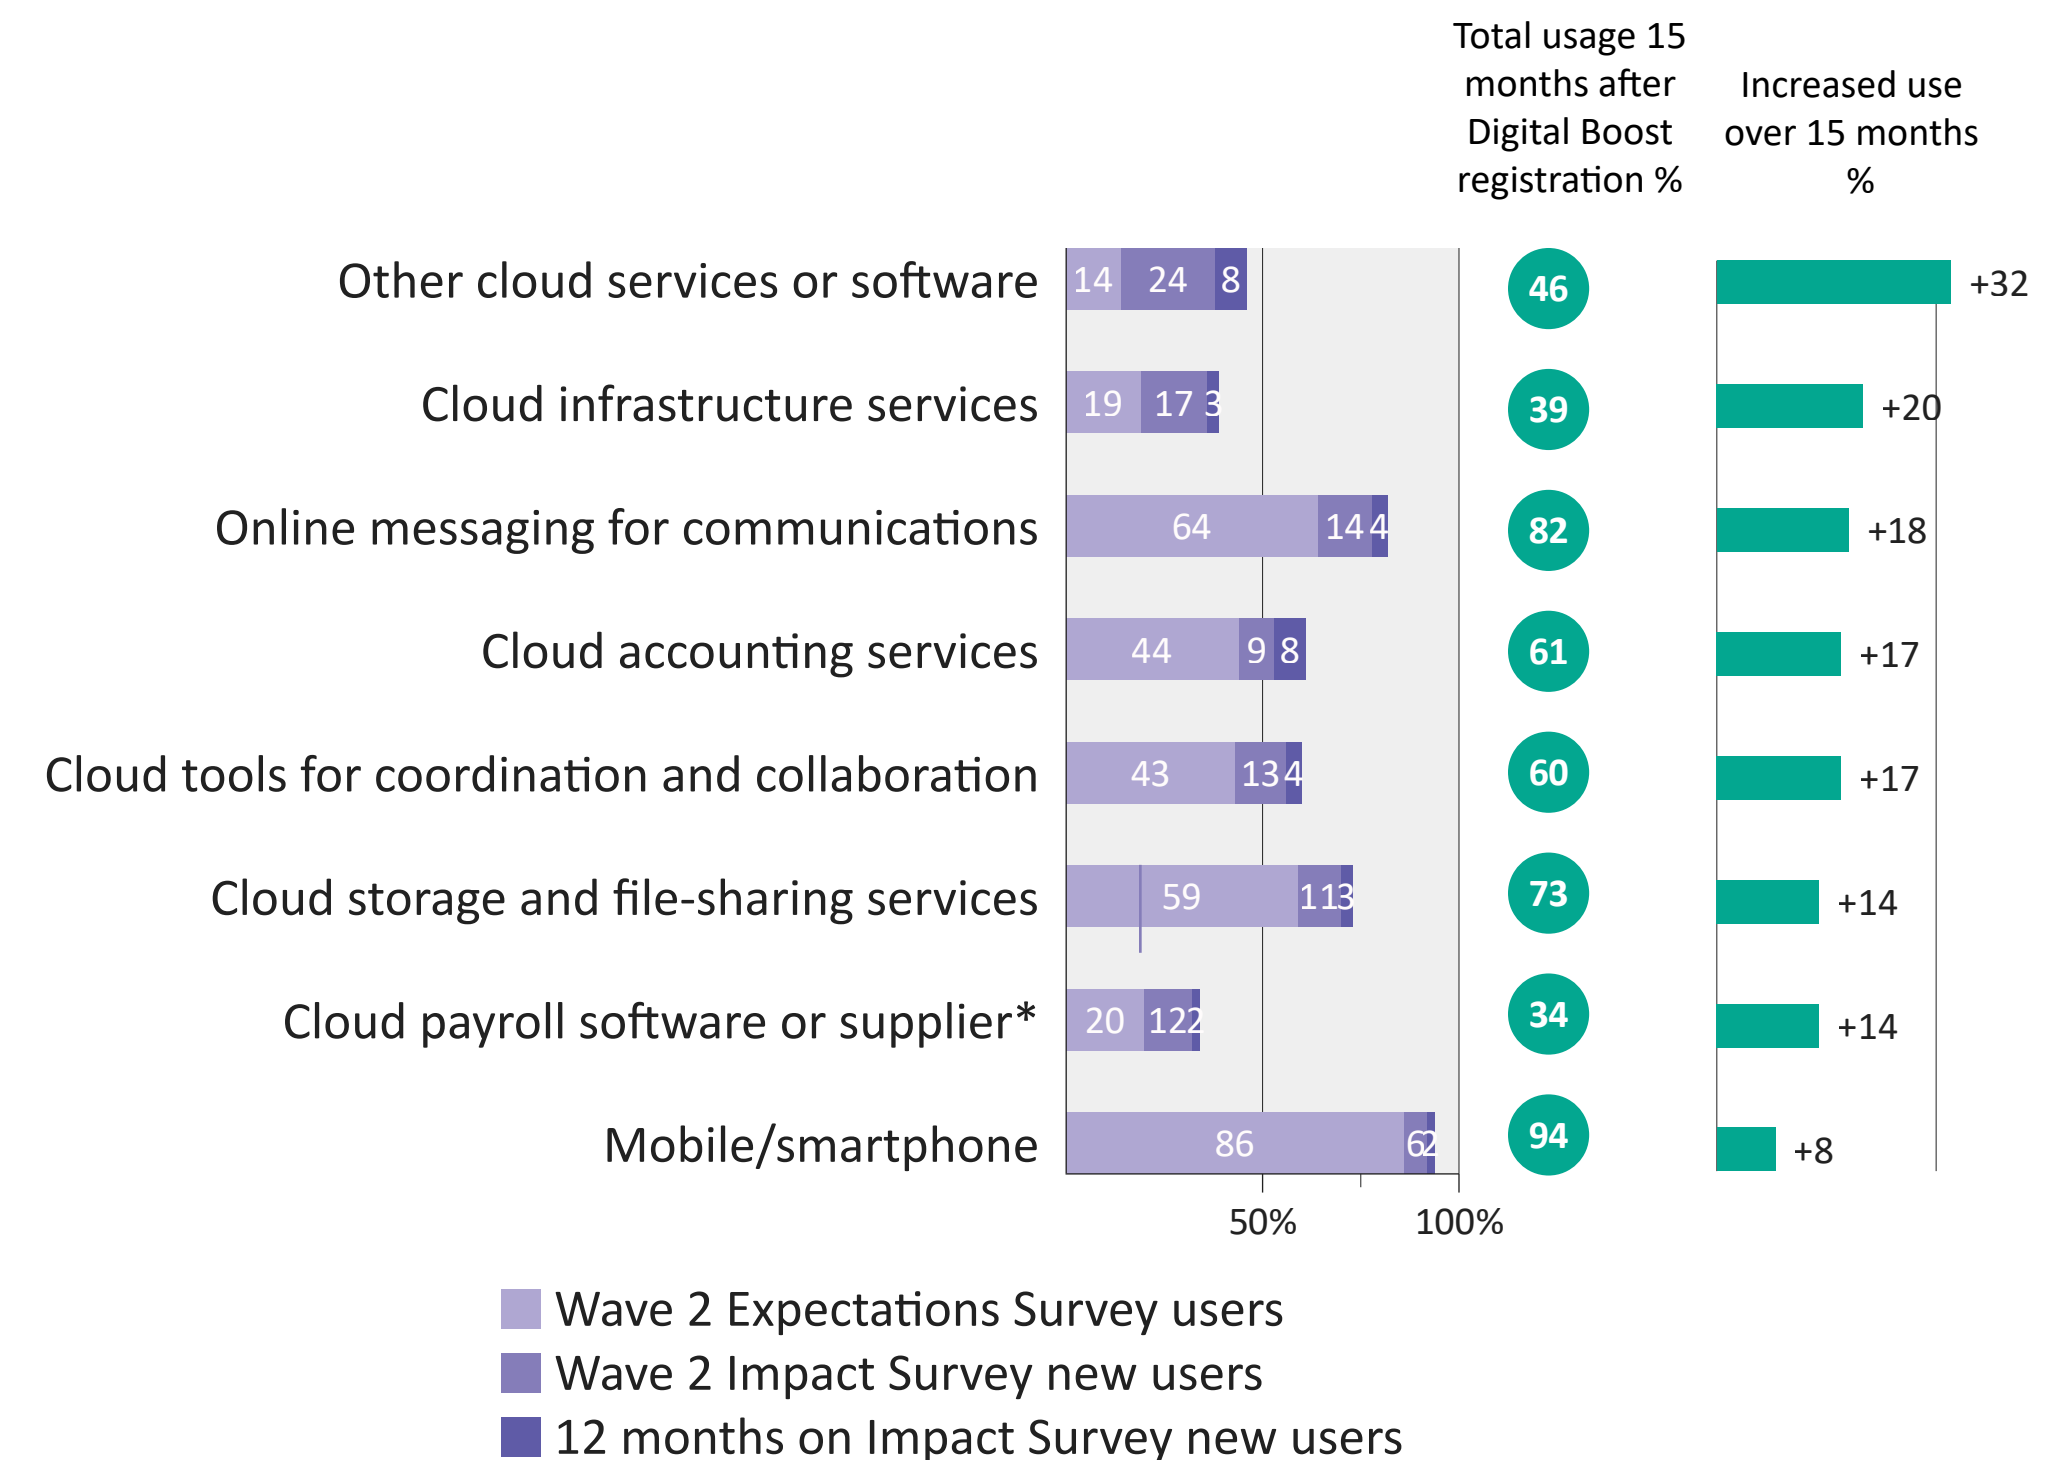 Total usage 15
months after
Digital Boost
registration %
Increased use
over 15 months
%
Other cloud services or software 14 24 8 46 +32
Cloud infrastructure services 19 17 3 39 +20
Online messaging for communications 64 14 4 82 +18
Cloud accounting services 44 9 8 61 +17
Cloud tools for coordination and collaboration 43 13 4 60 +17
Cloud storage and file-sharing services 59 11 3 73 +14
Cloud payroll software or supplier* 20 12 2 34 +14
Mobile/smartphone 86 6 2 94 +8
50% 100%
Wave 2 Expectations Survey users
Wave 2 Impact Survey new users
12 months on Impact Survey new users